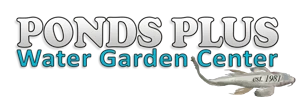 PONDS PLUS
Water Garden Center
est. 1981